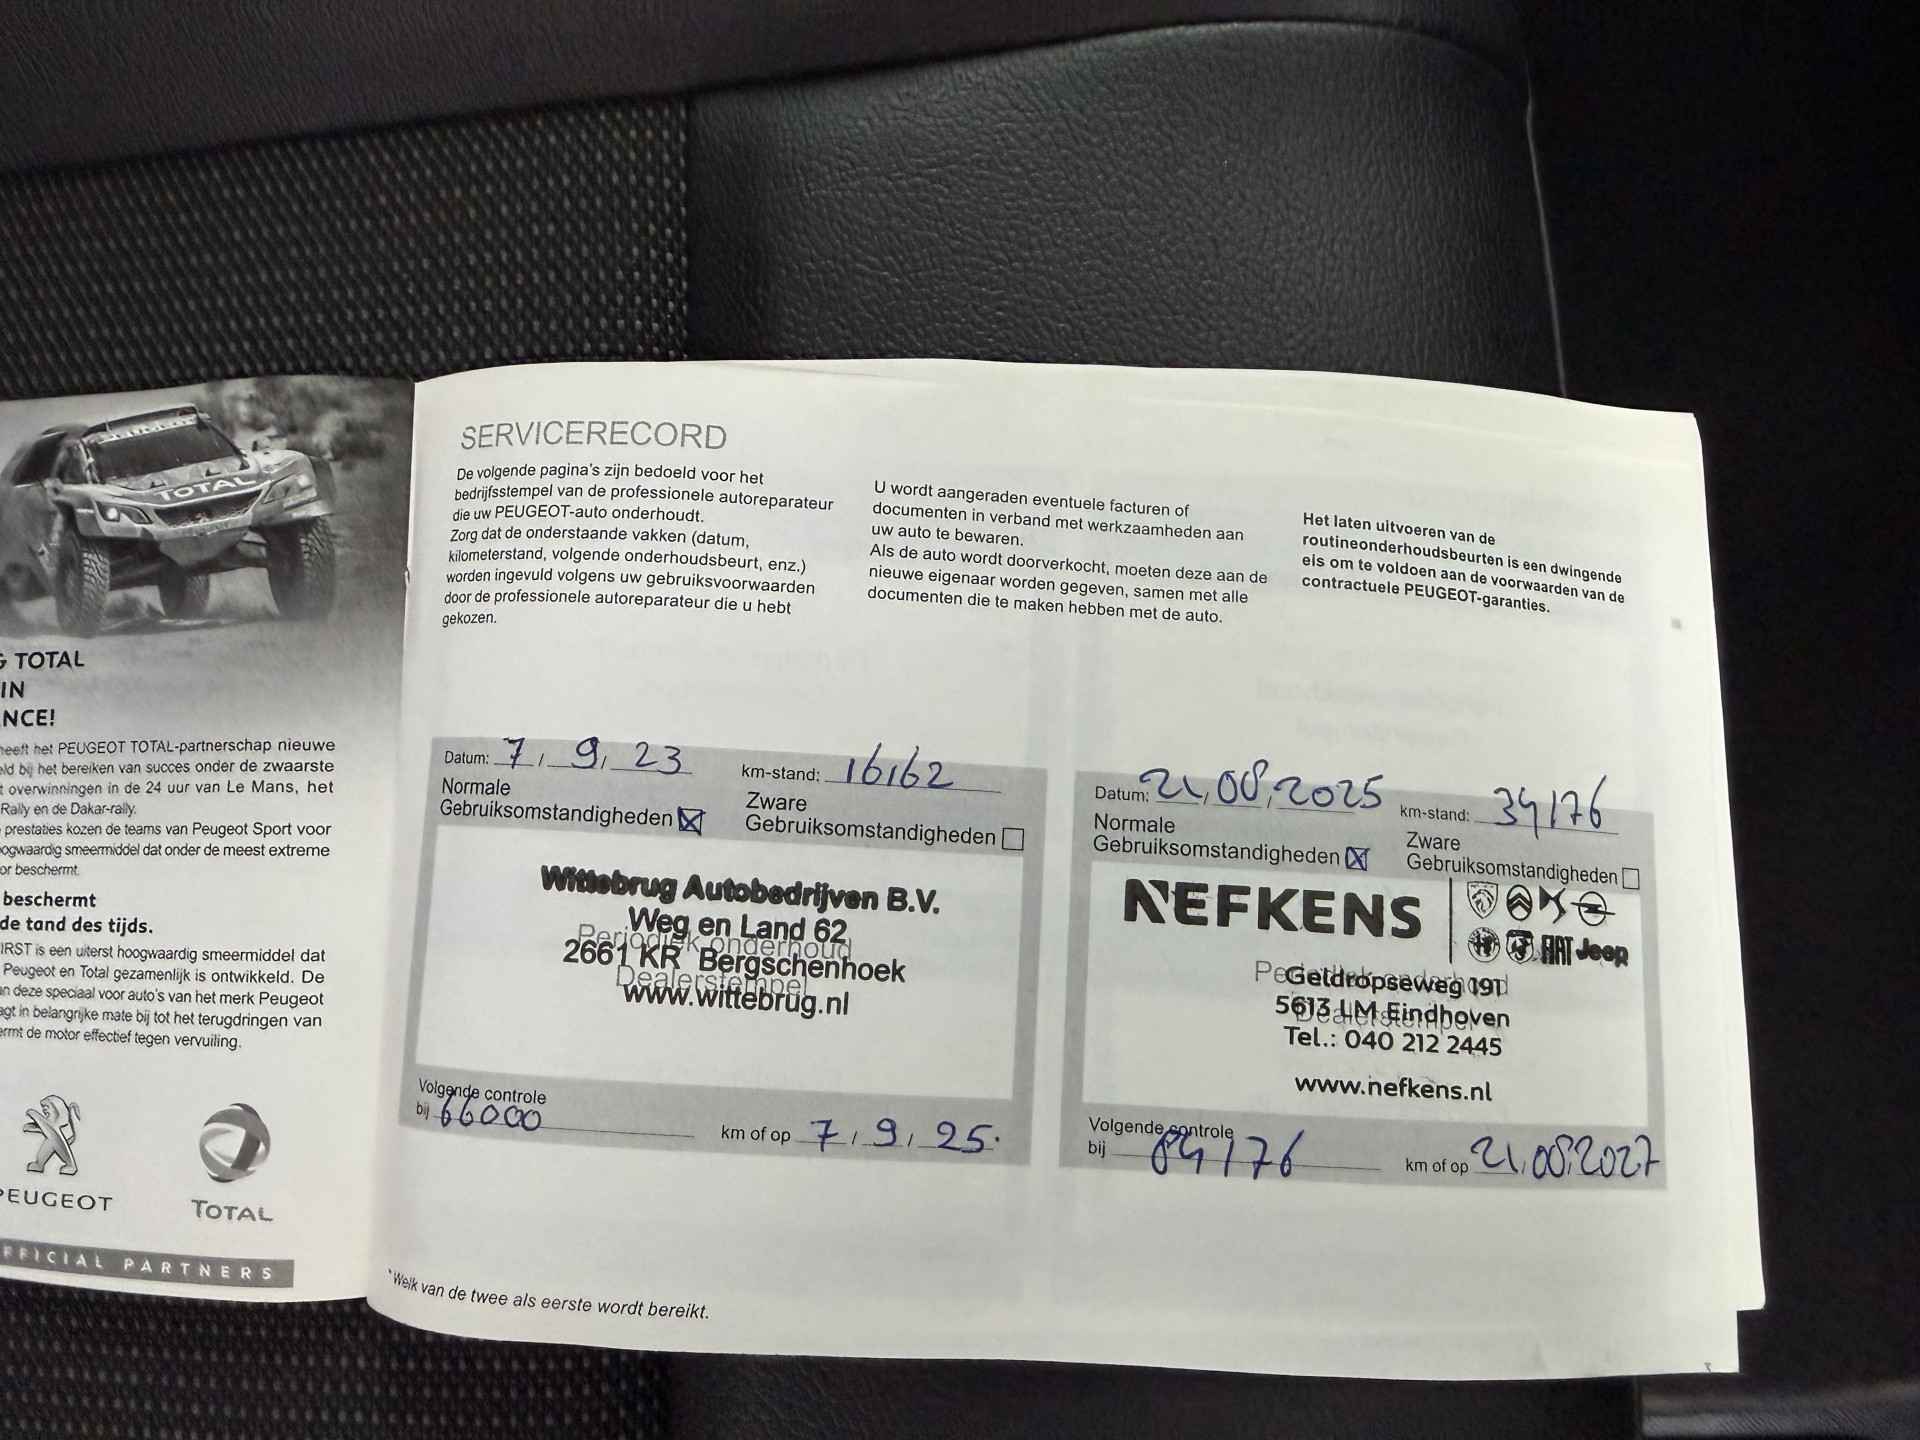 TOTAL
& TOTAL
IN
NCE!
heeft het PEUGEOT TOTAL-partnerschap nieuwe
eld bij het bereiken van succes onder de zwaarste
t overwinningen in de 24 uur van Le Mans, het
Rally en de Dakar-rally.
prestaties kozen de teams van Peugeot Sport voor
oogwaardig smeermiddel dat onder de meest extreme
or beschermt.
beschermt
de tand des tijds.
IRST is een uiterst hoogwaardig smeermiddel dat
Peugeot en Total gezamenlijk is ontwikkeld. De
an deze speciaal voor auto's van het merk Peugeot
agt in belangrijke mate bij tot het terugdringen van
ermt de motor effectief tegen vervuiling.
PEUGEOT
TOTAL
FFICIAL PARTNERS
SERVICERECORD
De volgende pagina's zijn bedoeld voor het
bedrijfsstempel van de professionele autoreparateur
die uw PEUGEOT-auto onderhoudt.
Zorg dat de onderstaande vakken (datum,
kilometerstand, volgende onderhoudsbeurt, enz.)
worden ingevuld volgens uw gebruiksvoorwaarden
door de professionele autoreparateur die u hebt
gekozen.
U wordt aangeraden eventuele facturen of
documenten in verband met werkzaamheden aan
uw auto te bewaren.
Als de auto wordt doorverkocht, moeten deze aan de
nieuwe eigenaar worden gegeven, samen met alle
documenten die te maken hebben met de auto.
Het laten uitvoeren van de
routineonderhoudsbeurten is een dwingende
eis om te voldoen aan de voorwaarden van de
contractuele PEUGEOT-garanties.
Datum: 7 / 9 / 23 km-stand: 16162
Normale
Gebruiksomstandigheden
Zware
Gebruiksomstandigheden
Wittebrug Autobedrijven B.V.
Weg en Land 62
Periodiek onderhoud
2661 KR Bergschenhoek
Dealerstempel
www.wittebrug.nl
Volgende controle
bij 66000 km of op 7 / 9 / 25.
Datum: 21 / 08 / 2025 km-stand: 34176
Normale
Gebruiksomstandigheden
Zware
Gebruiksomstandigheden
NEFKENS
FIAT Jeep
Periodiek onderhoud
Geldropseweg 191
5613 LM Eindhoven
Dealerstempel
Tel.: 040 212 2445
www.nefkens.nl
Volgende controle
bij 84176 km of op 21/08/2027
*Welk van de twee als eerste wordt bereikt.